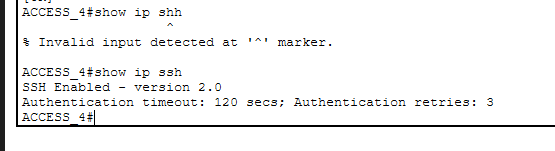 ACCESS_4#show ip shh
^
% Invalid input detected at '^' marker.
ACCESS_4#show ip ssh
SSH Enabled - version 2.0
Authentication timeout: 120 secs; Authentication retries: 3
ACCESS_4#